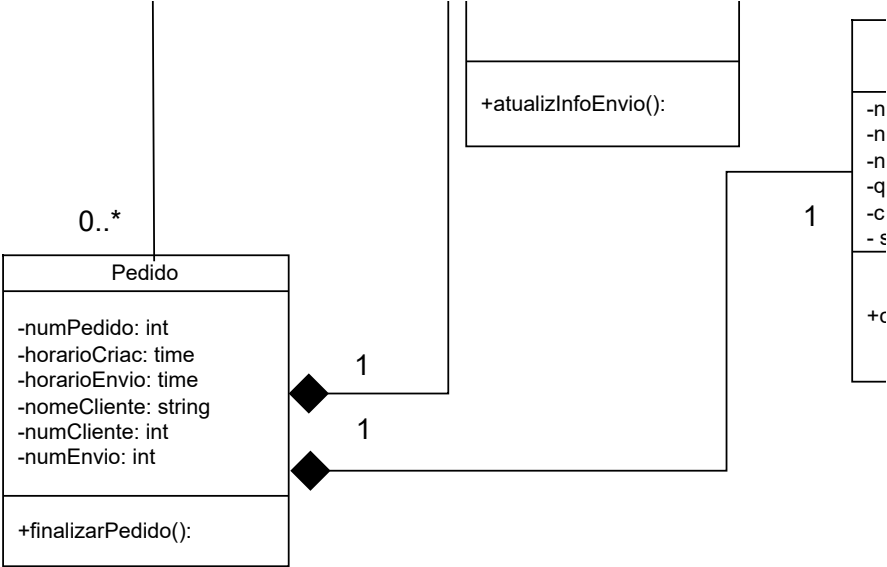 +atualizInfoEnvio():
0..*
1
Pedido
-numPedido: int
-horarioCriac: time
-horarioEnvio: time
-nomeCliente: string
-numCliente: int
-numEnvio: int
1
1
+finalizarPedido():